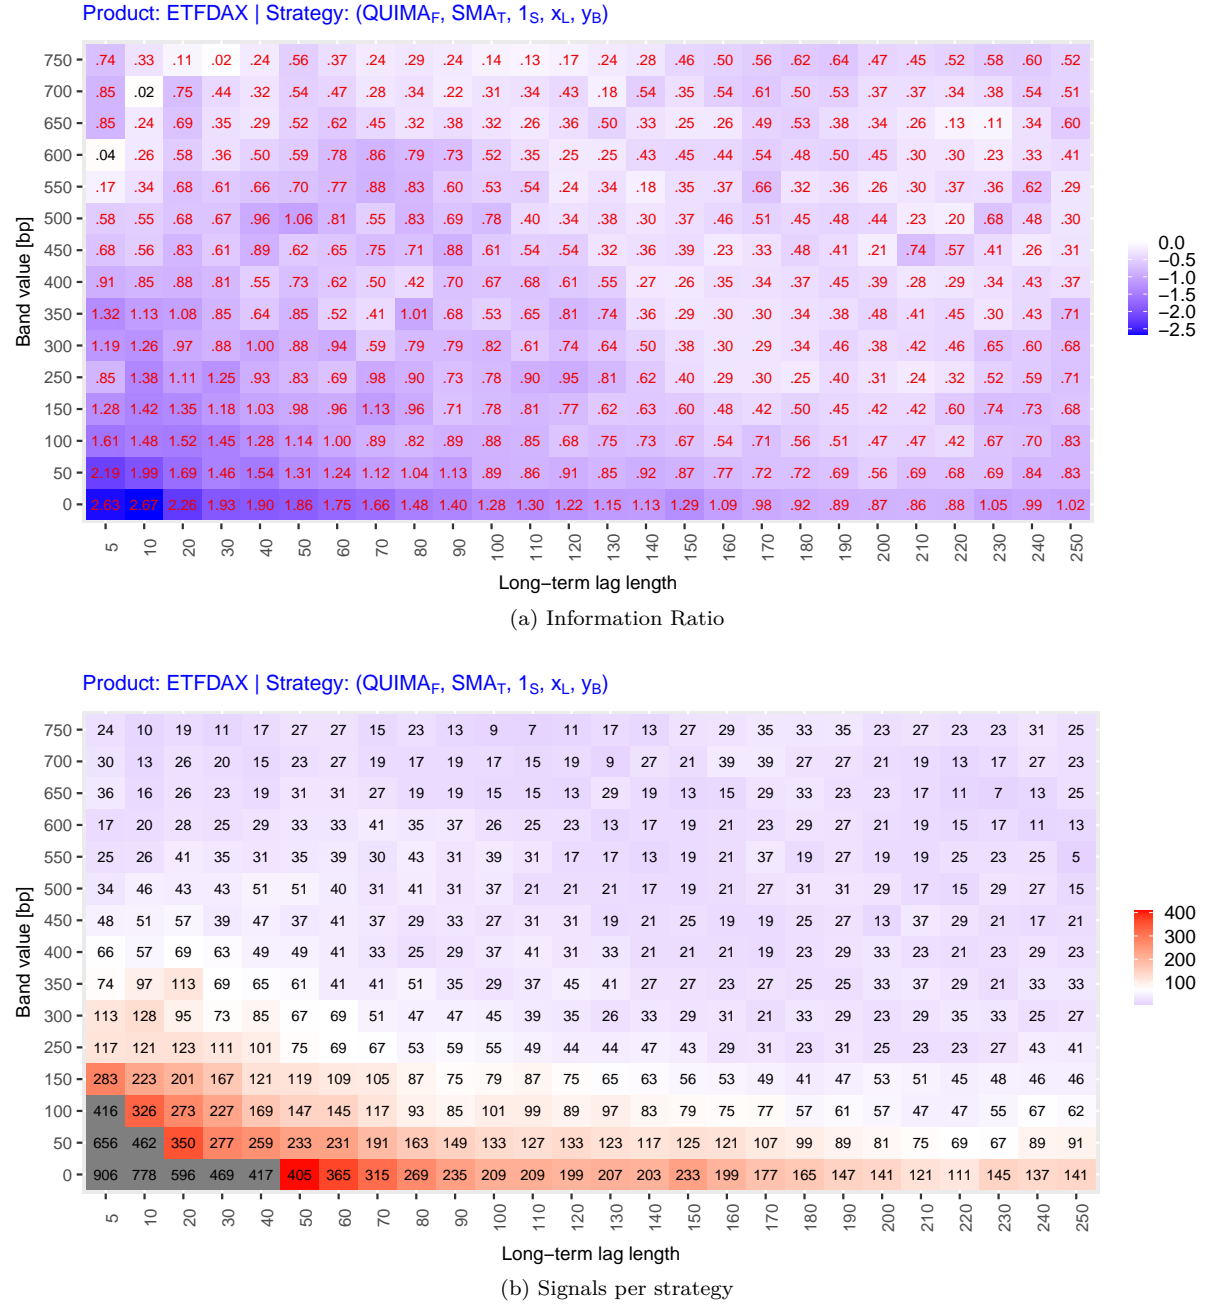 Product: ETFDAX | Strategy: (QUIMAF, SMAT, 1S, xL, yB)
750 .74 .33 .11 .02 .24 .56 .37 .24 .29 .24 .14 .13 .17 .24 .28 .46 .50 .56 .62 .64 .47 .45 .52 .58 .60 .52
700 .85 .02 .75 .44 .32 .54 .47 .28 .34 .22 .31 .34 .43 .18 .54 .35 .54 .61 .50 .53 .37 .37 .34 .38 .54 .51
650 .85 .24 .69 .35 .29 .52 .62 .45 .32 .38 .32 .26 .36 .50 .33 .25 .26 .49 .53 .38 .34 .26 .13 .11 .34 .60
600 .04 .26 .58 .36 .50 .59 .78 .86 .79 .73 .52 .35 .25 .25 .43 .45 .44 .54 .48 .50 .45 .30 .30 .23 .33 .41
550 .17 .34 .68 .61 .66 .70 .77 .88 .83 .60 .53 .54 .24 .34 .18 .35 .37 .66 .32 .36 .26 .30 .37 .36 .62 .29
500 .58 .55 .68 .67 .96 1.06 .81 .55 .83 .69 .78 .40 .34 .38 .30 .37 .46 .51 .45 .48 .44 .23 .20 .68 .48 .30
450 .68 .56 .83 .61 .89 .62 .65 .75 .71 .88 .61 .54 .54 .32 .36 .39 .23 .33 .48 .41 .21 .74 .57 .41 .26 .31
400 .91 .85 .88 .81 .55 .73 .62 .50 .42 .70 .67 .68 .61 .55 .27 .26 .35 .34 .37 .45 .39 .28 .29 .34 .43 .37
350 1.32 1.13 1.08 .85 .64 .85 .52 .41 1.01 .68 .53 .65 .81 .74 .36 .29 .30 .30 .34 .38 .48 .41 .45 .30 .43 .71
300 1.19 1.26 .97 .88 1.00 .88 .94 .59 .79 .79 .82 .61 .74 .64 .50 .38 .30 .29 .34 .46 .38 .42 .46 .65 .60 .68
250 .85 1.38 1.11 1.25 .93 .83 .69 .98 .90 .73 .78 .90 .95 .81 .62 .40 .29 .30 .25 .40 .31 .24 .32 .52 .59 .71
150 1.28 1.42 1.35 1.18 1.03 .98 .96 1.13 .96 .71 .78 .81 .77 .62 .63 .60 .48 .42 .50 .45 .42 .42 .60 .74 .73 .68
100 1.61 1.48 1.52 1.45 1.28 1.14 1.00 .89 .82 .89 .88 .85 .68 .75 .73 .67 .54 .71 .56 .51 .47 .47 .42 .67 .70 .83
50 2.19 1.99 1.69 1.46 1.54 1.31 1.24 1.12 1.04 1.13 .89 .86 .91 .85 .92 .87 .77 .72 .72 .69 .56 .69 .68 .69 .84 .83
0 2.63 2.67 2.26 1.93 1.90 1.86 1.75 1.66 1.48 1.40 1.28 1.30 1.22 1.15 1.13 1.29 1.09 .98 .92 .89 .87 .86 .88 1.05 .99 1.02
5 10 20 30 40 50 60 70 80 90 100 110 120 130 140 150 160 170 180 190 200 210 220 230 240 250
Long−term lag length
Band value [bp]
0.0
−0.5
−1.0
−1.5
−2.0
−2.5
(a) Information Ratio
Product: ETFDAX | Strategy: (QUIMAF, SMAT, 1S, xL, yB)
750 24 10 19 11 17 27 27 15 23 13 9 7 11 17 13 27 29 35 33 35 23 27 23 23 31 25
700 30 13 26 20 15 23 27 19 17 19 17 15 19 9 27 21 39 39 27 27 21 19 13 17 27 23
650 36 16 26 23 19 31 31 27 19 19 15 15 13 29 19 13 15 29 33 23 23 17 11 7 13 25
600 17 20 28 25 29 33 33 41 35 37 26 25 23 13 17 19 21 23 29 27 21 19 15 17 11 13
550 25 26 41 35 31 35 39 30 43 31 39 31 17 17 13 19 21 37 19 27 19 19 25 23 25 5
500 34 46 43 43 51 51 40 31 41 31 37 21 21 21 17 19 21 27 31 31 29 17 15 29 27 15
450 48 51 57 39 47 37 41 37 29 33 27 31 31 19 21 25 19 19 25 27 13 37 29 21 17 21
400 66 57 69 63 49 49 41 33 25 29 37 41 31 33 21 21 21 19 23 29 33 23 21 23 29 23
350 74 97 113 69 65 61 41 41 51 35 29 37 45 41 27 27 23 27 25 25 33 37 29 21 33 33
300 113 128 95 73 85 67 69 51 47 47 45 39 35 26 33 29 31 21 33 29 23 29 35 33 25 27
250 117 121 123 111 101 75 69 67 53 59 55 49 44 44 47 43 29 31 23 31 25 23 23 27 43 41
150 283 223 201 167 121 119 109 105 87 75 79 87 75 65 63 56 53 49 41 47 53 51 45 48 46 46
100 416 326 273 227 169 147 145 117 93 85 101 99 89 97 83 79 75 77 57 61 57 47 47 55 67 62
50 656 462 350 277 259 233 231 191 163 149 133 127 133 123 117 125 121 107 99 89 81 75 69 67 89 91
0 906 778 596 469 417 405 365 315 269 235 209 209 199 207 203 233 199 177 165 147 141 121 111 145 137 141
5 10 20 30 40 50 60 70 80 90 100 110 120 130 140 150 160 170 180 190 200 210 220 230 240 250
Long−term lag length
Band value [bp]
400
300
200
100
(b) Signals per strategy